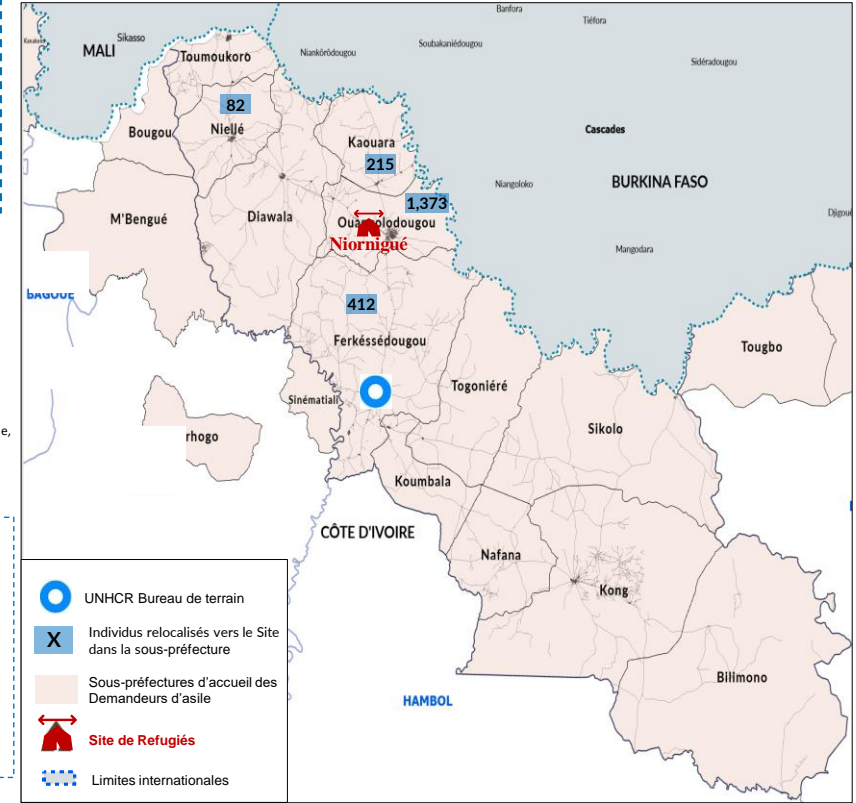 Banfora
Tiéfora
Sikasso
MALI
Niankôrôdougou
Soubakaniédougou
Sidéradougou
Toumoukoro
82
Niellé
Bougou
Kaouara
215
Cascades
Niangoloko
BURKINA FASO
1,373
M'Bengué
Diawala
Niornigué
Mangodara
BAGOUE
412
Ferkéssédougou
Tougbo
Togoniéré
Sinématiali
rhogo
Sikolo
e,
Koumbala
CÔTE D'IVOIRE
Nafana
Kong
Bilimono
HAMBOL
UNHCR Bureau de terrain
X
Individus relocalisés vers le Site
dans la sous-préfecture
Sous-préfectures d'accueil des
Demandeurs d'asile
Site de Refugiés
Limites internationales